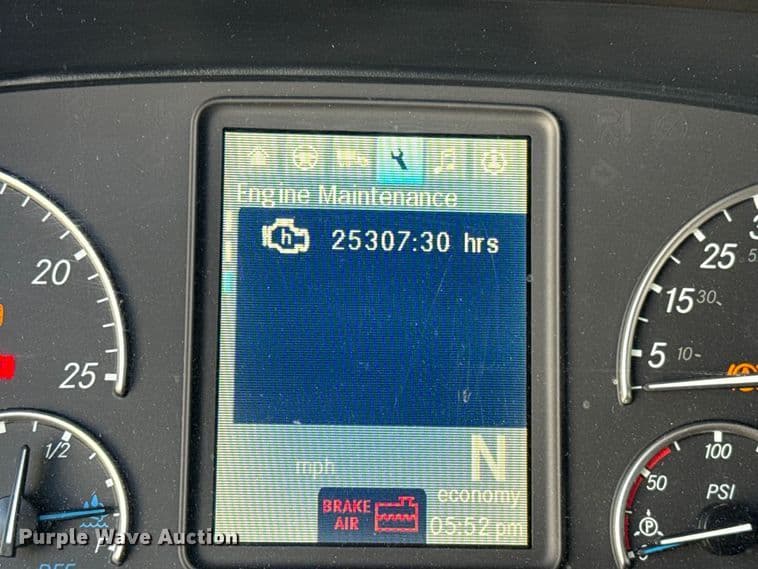 Engine Maintenance
h 25307:30 hrs
20
25
1/2
F
DEF
mph
N
economy
BRAKE
AIR
05:52 pm
25
15 30
5 10
100
50
PSI
P
Purple Wave Auction